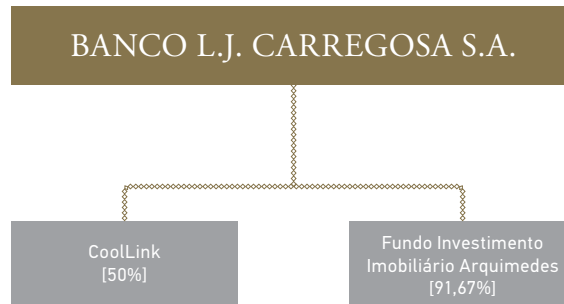 BANCO L.J. CARREGOSA S.A.
CoolLink
[50%]
Fundo Investimento
Imobiliário Arquimedes
[91,67%]